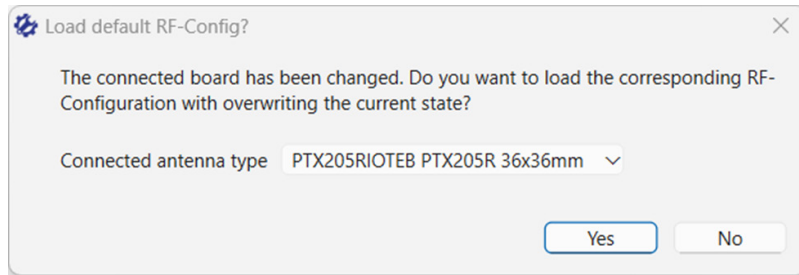 Load default RF-Config?
The connected board has been changed. Do you want to load the corresponding RF-
Configuration with overwriting the current state?
Connected antenna type PTX205RIOTEB PTX205R 36x36mm
Yes No